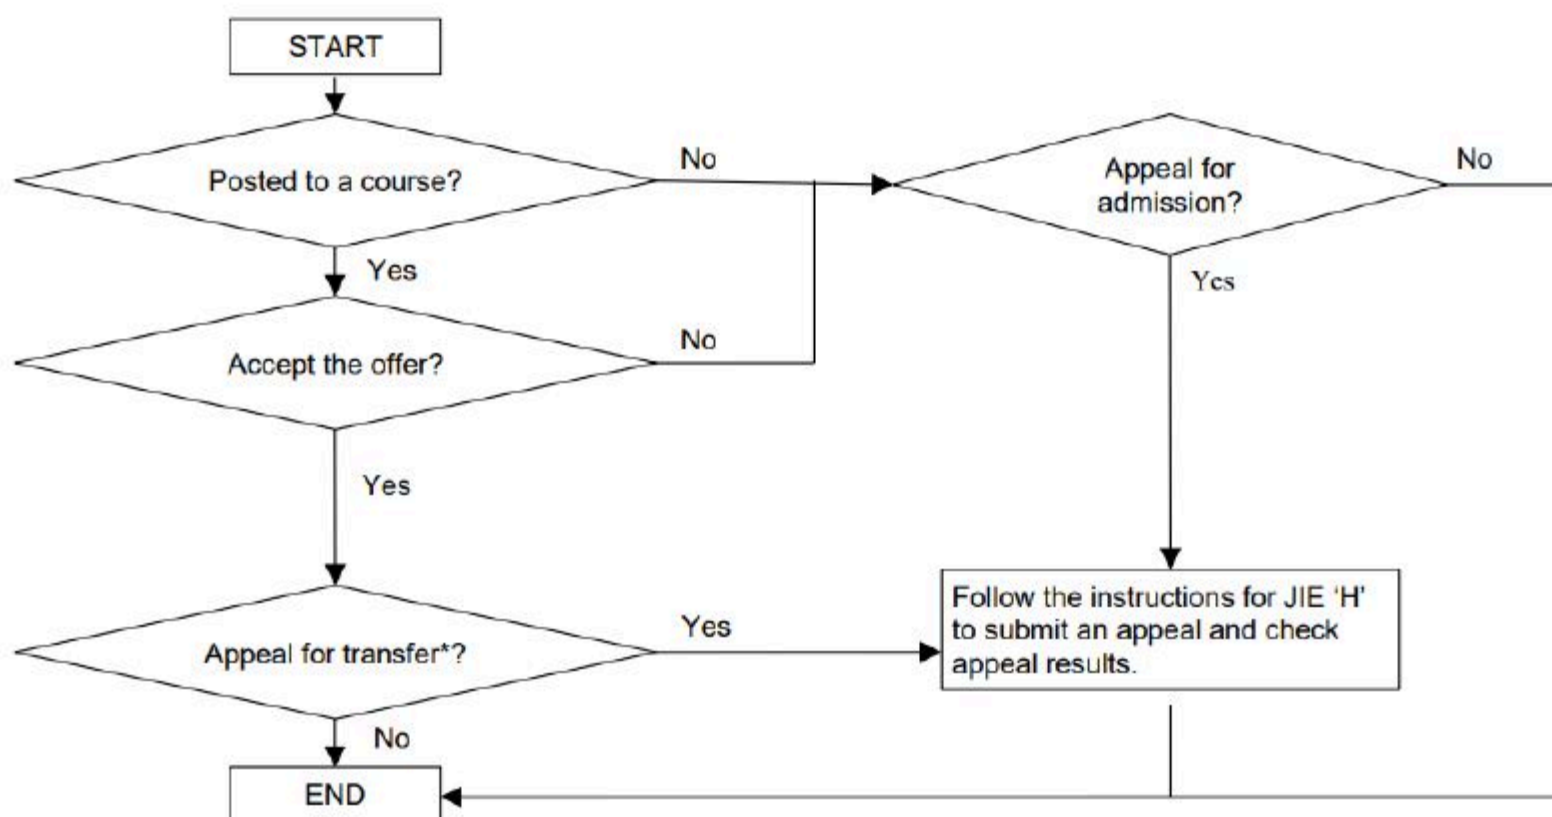 START
Posted to a course?
No
Appeal for
admission?
No
Yes
Yes
Accept the offer?
No
Yes
Appeal for transfer*?
Yes
Follow the instructions for JIE ‘H’
to submit an appeal and check
appeal results.
No
END